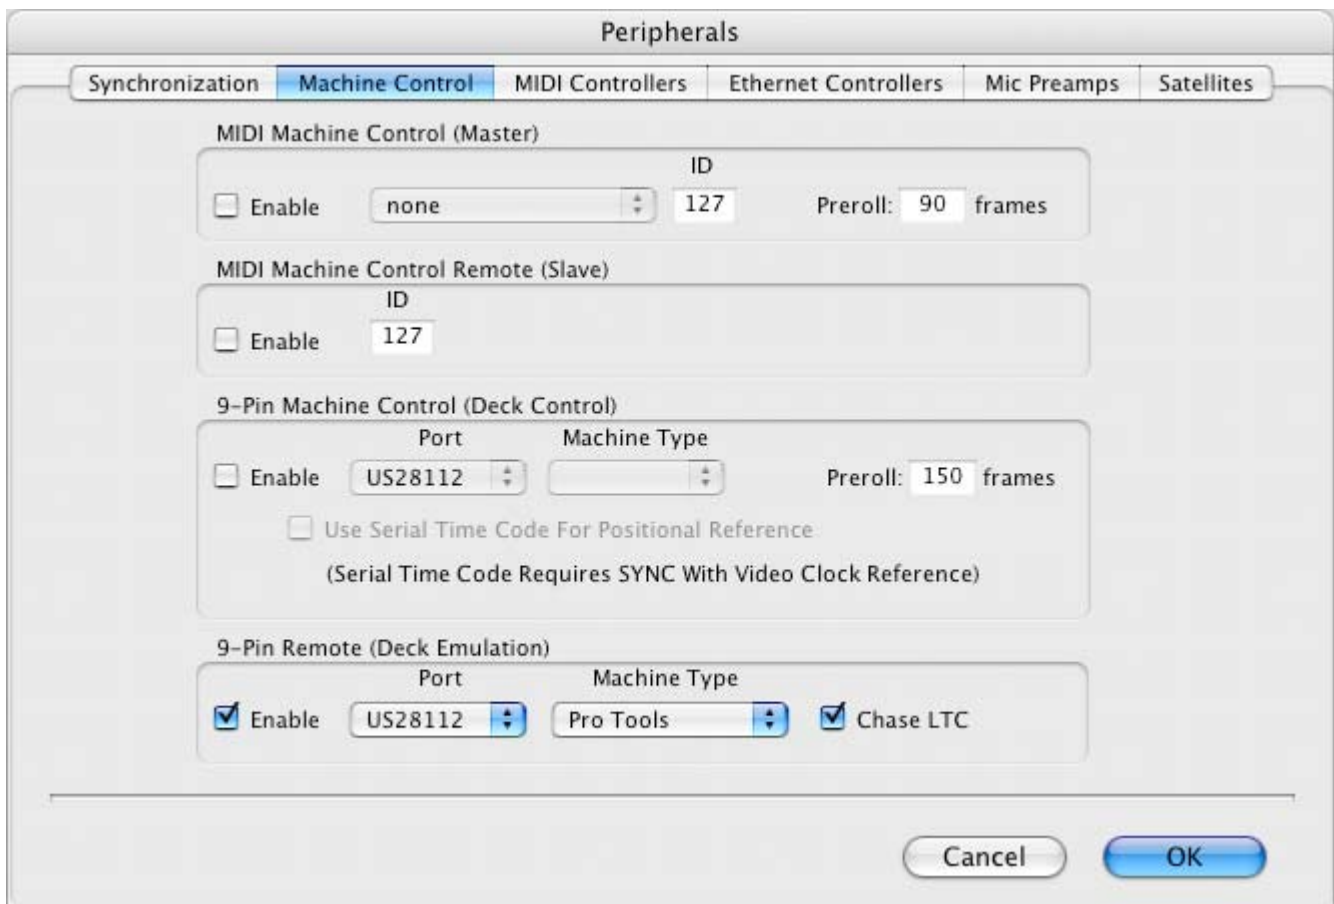 Peripherals
Synchronization Machine Control MIDI Controllers Ethernet Controllers Mic Preamps Satellites
MIDI Machine Control (Master)
ID
Enable none 127 Preroll: 90 frames
MIDI Machine Control Remote (Slave)
ID
Enable 127
9-Pin Machine Control (Deck Control)
Port Machine Type
Enable US28112 Preroll: 150 frames
Use Serial Time Code For Positional Reference
(Serial Time Code Requires SYNC With Video Clock Reference)
9-Pin Remote (Deck Emulation)
Port Machine Type
Enable US28112 Pro Tools Chase LTC
Cancel OK